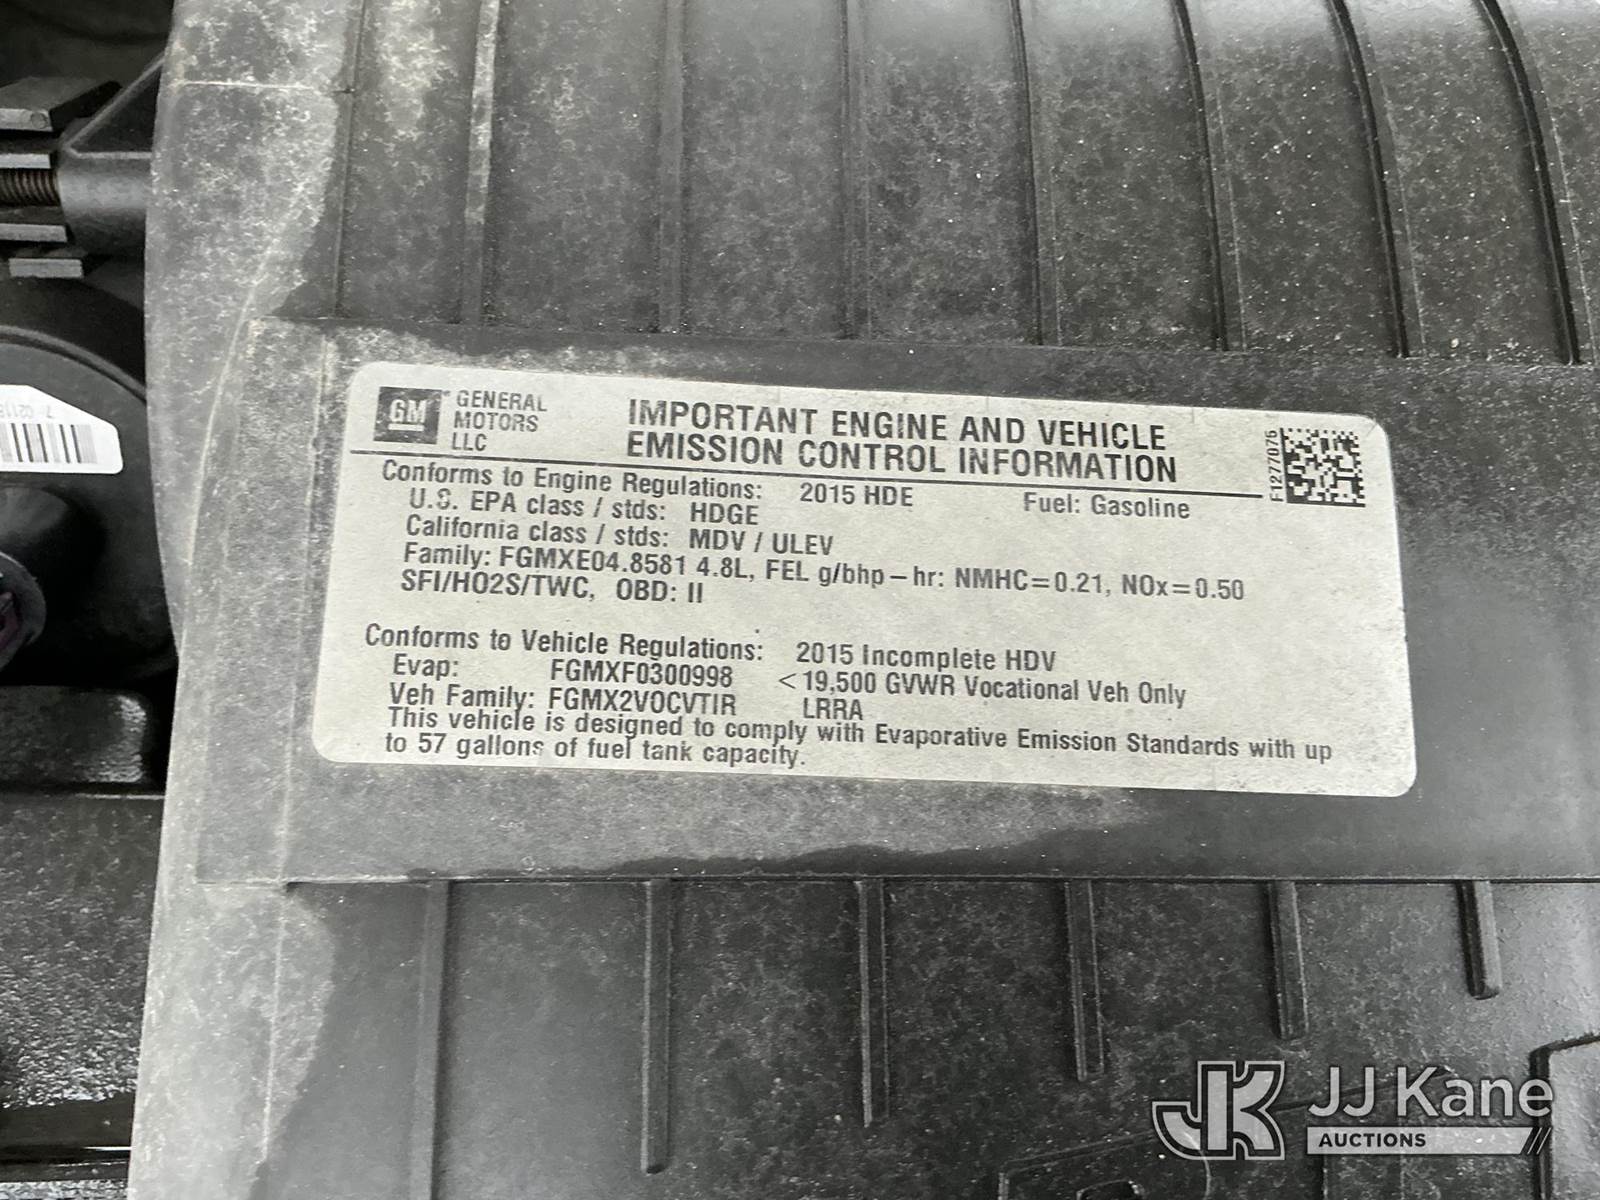 GM GENERAL
MOTORS
LLC
IMPORTANT ENGINE AND VEHICLE
EMISSION CONTROL INFORMATION
F1277075
Conforms to Engine Regulations: 2015 HDE Fuel: Gasoline
U.S. EPA class / stds: HDGE
California class / stds: MDV / ULEV
Family: FGMXE04.8581 4.8L, FEL g/bhp-hr: NMHC=0.21, NOx=0.50
SFI/HO2S/TWC, OBD: II
Conforms to Vehicle Regulations: 2015 Incomplete HDV
Evap: FGMXF0300998 <19,500 GVWR Vocational Veh Only
Veh Family: FGMX2VOCVTIR LRRA
This vehicle is designed to comply with Evaporative Emission Standards with up
to 57 gallons of fuel tank capacity.
JK JJ Kane
AUCTIONS